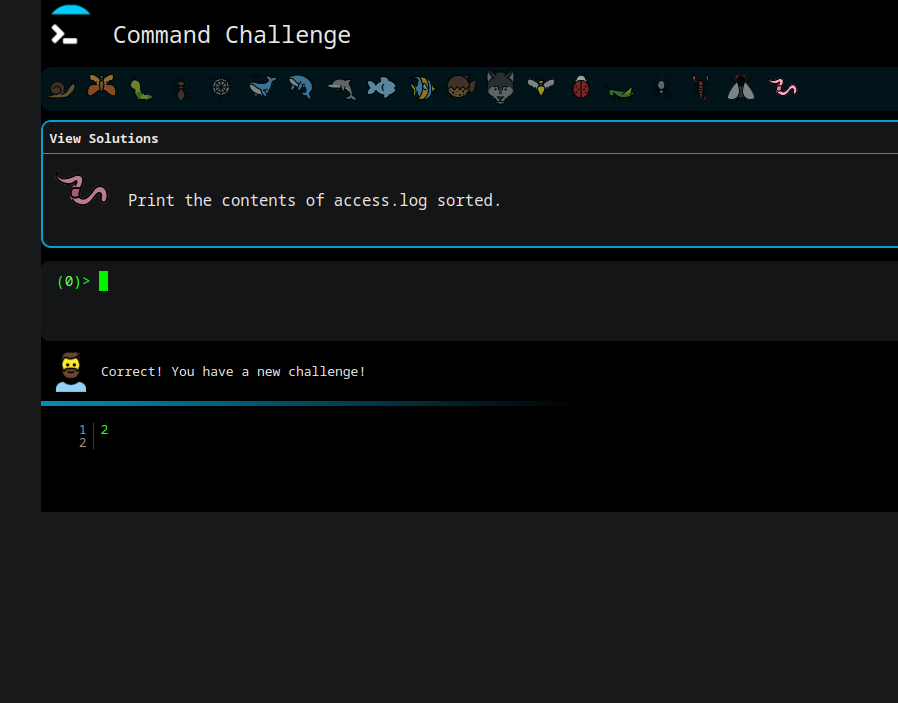 Command Challenge
View Solutions
Print the contents of access.log sorted.
(0)>
Correct! You have a new challenge!
1 2
2